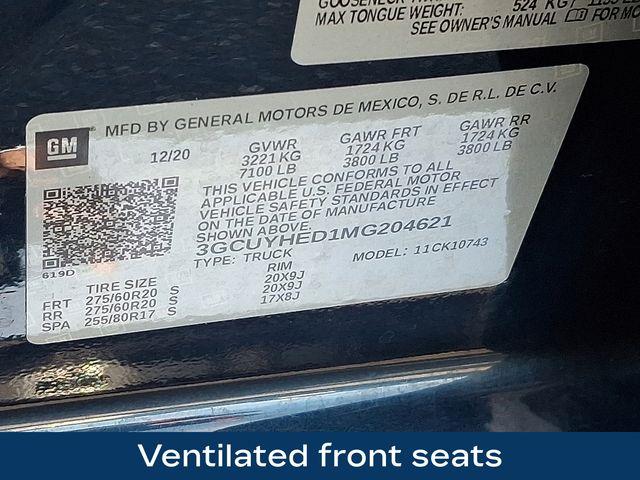 MAX TONGUE WEIGHT: 524 KG
SEE OWNER'S MANUAL FOR MO
GM
MFD BY GENERAL MOTORS DE MEXICO, S. DE R.L. DE C.V.
12/20 GVWR GAWR FRT GAWR RR
3221 KG 1724 KG 1724 KG
7100 LB 3800 LB 3800 LB
THIS VEHICLE CONFORMS TO ALL
APPLICABLE U.S. FEDERAL MOTOR
VEHICLE SAFETY STANDARDS IN EFFECT
ON THE DATE OF MANUFACTURE
SHOWN ABOVE.
3GCUYHED1MG204621
TYPE: TRUCK MODEL: 11CK10743
619D
TIRE SIZE RIM
FRT 275/60R20 S 20X9J
RR 275/60R20 S 20X9J
SPA 255/80R17 S 17X8J
Ventilated front seats